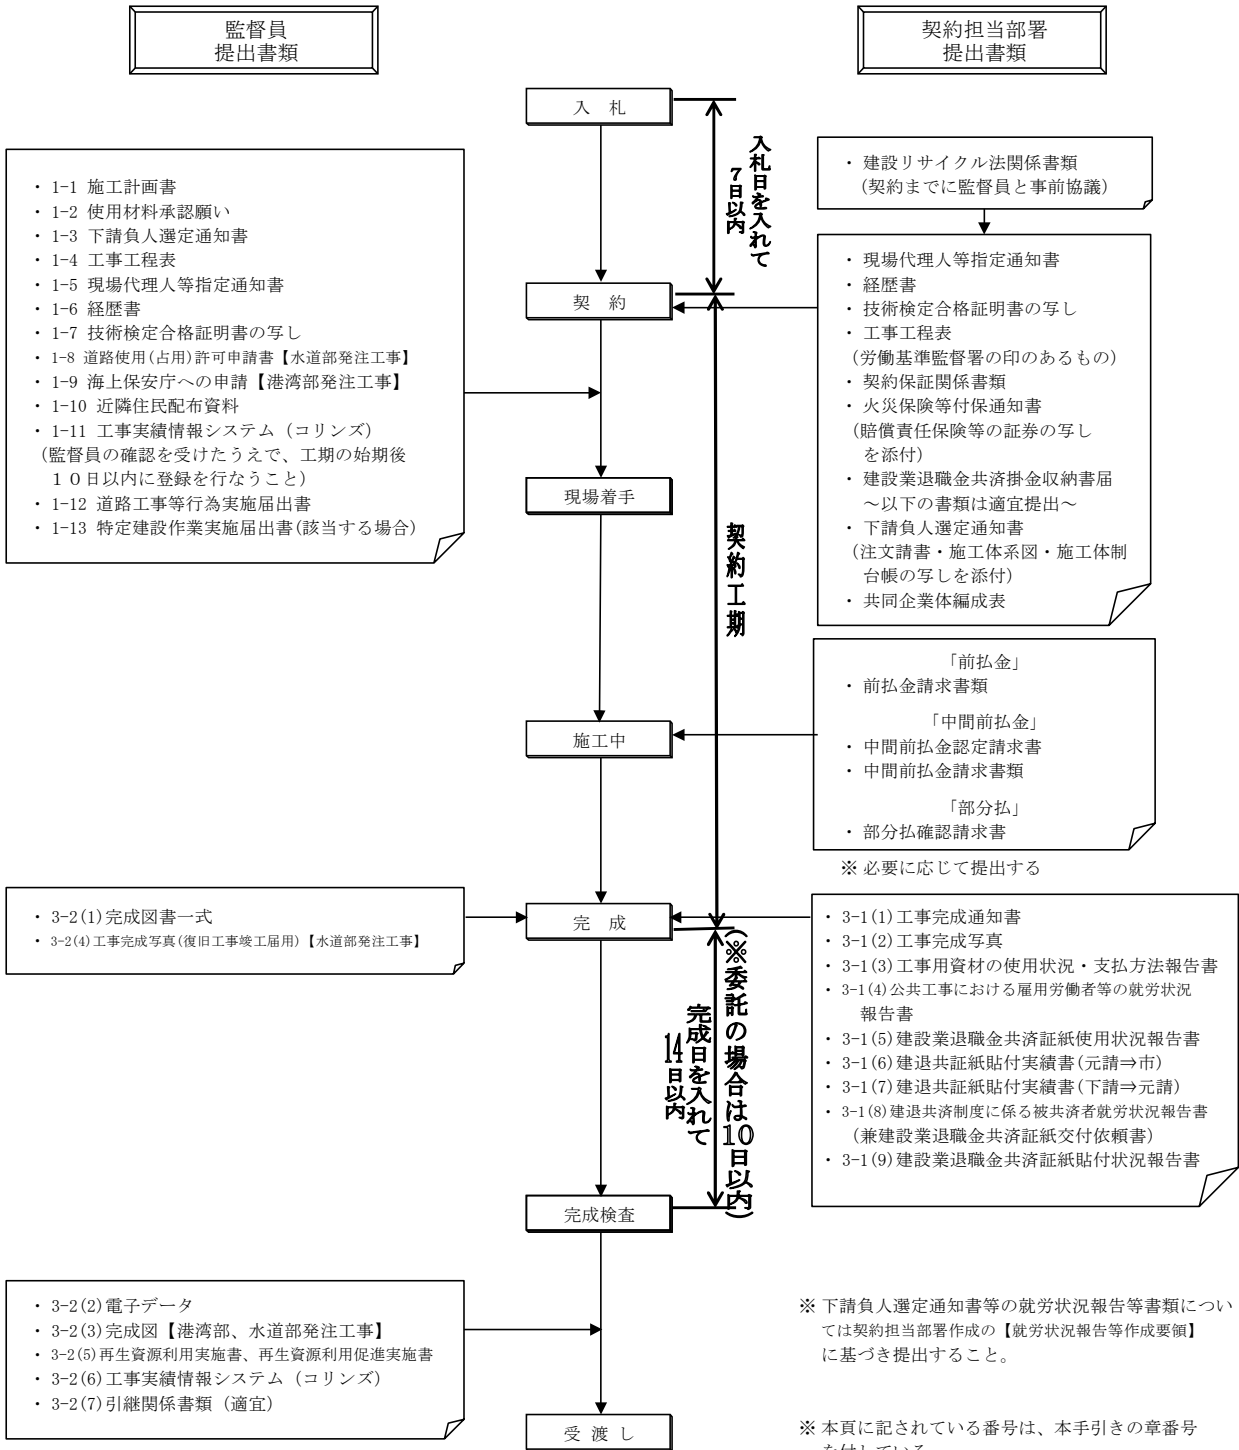 監督員
提出書類
契約担当部署
提出書類
入　札
入札日を入れて
7日以内
・ 1-1 施工計画書
・ 1-2 使用材料承認願い
・ 1-3 下請負人選定通知書
・ 1-4 工事工程表
・ 1-5 現場代理人等指定通知書
・ 1-6 経歴書
・ 1-7 技術検定合格証明書の写し
・ 1-8 道路使用(占用)許可申請書【水道部発注工事】
・ 1-9 海上保安庁への申請【港湾部発注工事】
・ 1-10 近隣住民配布資料
・ 1-11 工事実績情報システム（コリンズ）
(監督員の確認を受けたうえで、工期の始期後
１０日以内に登録を行なうこと)
・ 1-12 道路工事等行為実施届出書
・ 1-13 特定建設作業実施届出書(該当する場合)
・ 建設リサイクル法関係書類
(契約までに監督員と事前協議)
・ 現場代理人等指定通知書
・ 経歴書
・ 技術検定合格証明書の写し
・ 工事工程表
(労働基準監督署の印のあるもの)
・ 契約保証関係書類
・ 火災保険等付保通知書
(賠償責任保険等の証券の写し
を添付)
・ 建設業退職金共済掛金収納書届
～以下の書類は適宜提出～
・ 下請負人選定通知書
(注文請書・施工体系図・施工体制
台帳の写しを添付)
・ 共同企業体編成表
契　約
現場着手
契約工期
「前払金」
・ 前払金請求書類
「中間前払金」
・ 中間前払金認定請求書
・ 中間前払金請求書類
「部分払」
・ 部分払確認請求書
※ 必要に応じて提出する
施工中
・ 3-2(1)完成図書一式
・ 3-2(4)工事完成写真(復旧工事竣工届用)【水道部発注工事】
完　成
・ 3-1(1)工事完成通知書
・ 3-1(2)工事完成写真
・ 3-1(3)工事用資材の使用状況・支払方法報告書
・ 3-1(4)公共工事における雇用労働者等の就労状況
報告書
・ 3-1(5)建設業退職金共済証紙使用状況報告書
・ 3-1(6)建退共証紙貼付実績書(元請⇒市)
・ 3-1(7)建退共証紙貼付実績書(下請⇒元請)
・ 3-1(8)建退共済制度に係る被共済者就労状況報告書
(兼建設業退職金共済証紙交付依頼書)
・ 3-1(9)建設業退職金共済証紙貼付状況報告書
(※委託の場合は10日以内)
完成日を入れて
14日以内
完成検査
・ 3-2(2)電子データ
・ 3-2(3)完成図【港湾部、水道部発注工事】
・ 3-2(5)再生資源利用実施書、再生資源利用促進実施書
・ 3-2(6)工事実績情報システム（コリンズ）
・ 3-2(7)引継関係書類（適宜）
受 渡 し
※ 下請負人選定通知書等の就労状況報告等書類につい
ては契約担当部署作成の【就労状況報告等作成要領】
に基づき提出すること。
※ 本頁に記されている番号は、本手引きの章番号